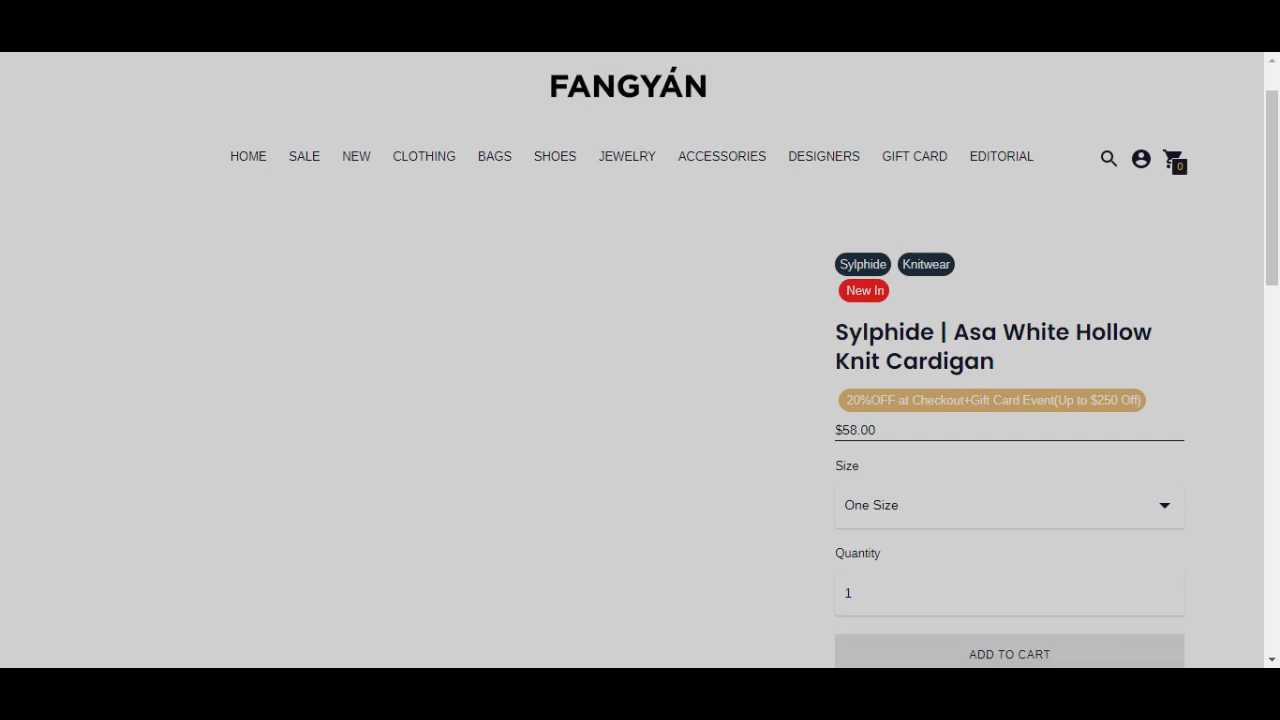 FANGYÁN
HOME SALE NEW CLOTHING BAGS SHOES JEWELRY ACCESSORIES DESIGNERS GIFT CARD EDITORIAL
0
Sylphide Knitwear
New In
Sylphide | Asa White Hollow
Knit Cardigan
20%OFF at Checkout+Gift Card Event(Up to $250 Off)
$58.00
Size
One Size
Quantity
1
ADD TO CART